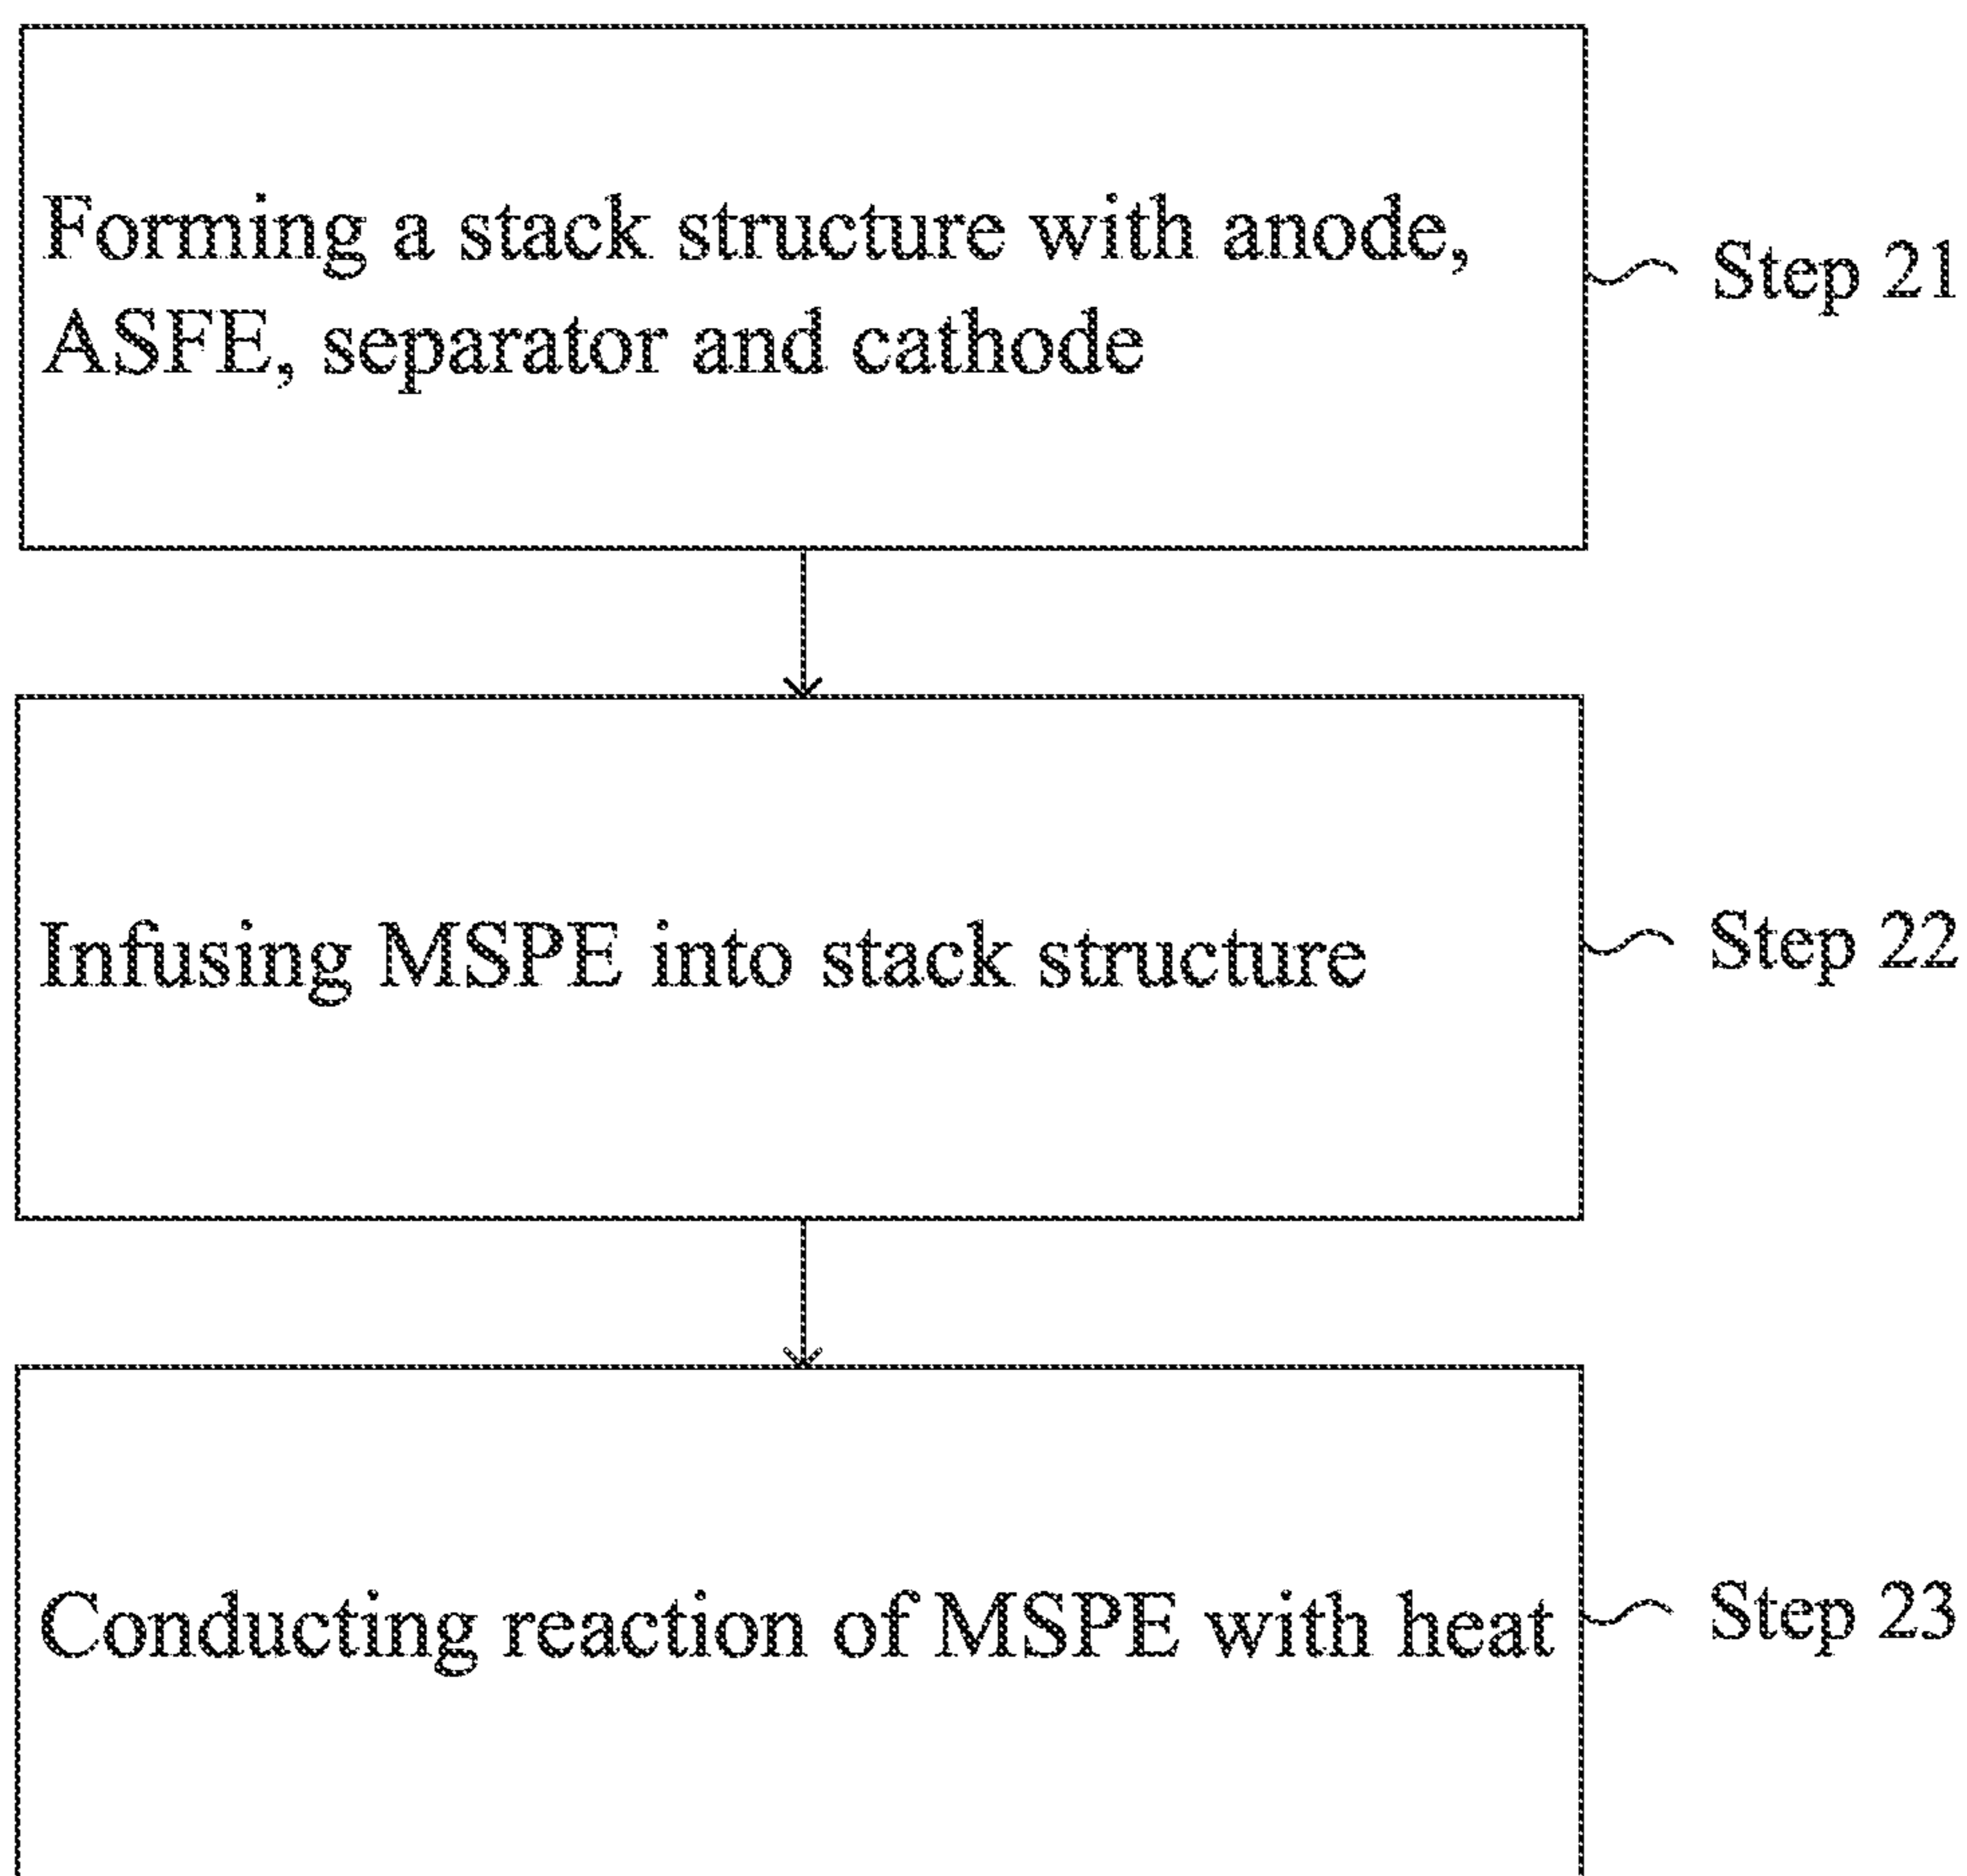 Forming a stack structure with anode,
ASFE, separator and cathode
Step 21
Infusing MSPE into stack structure
Step 22
Conducting reaction of MSPE with heat
Step 23